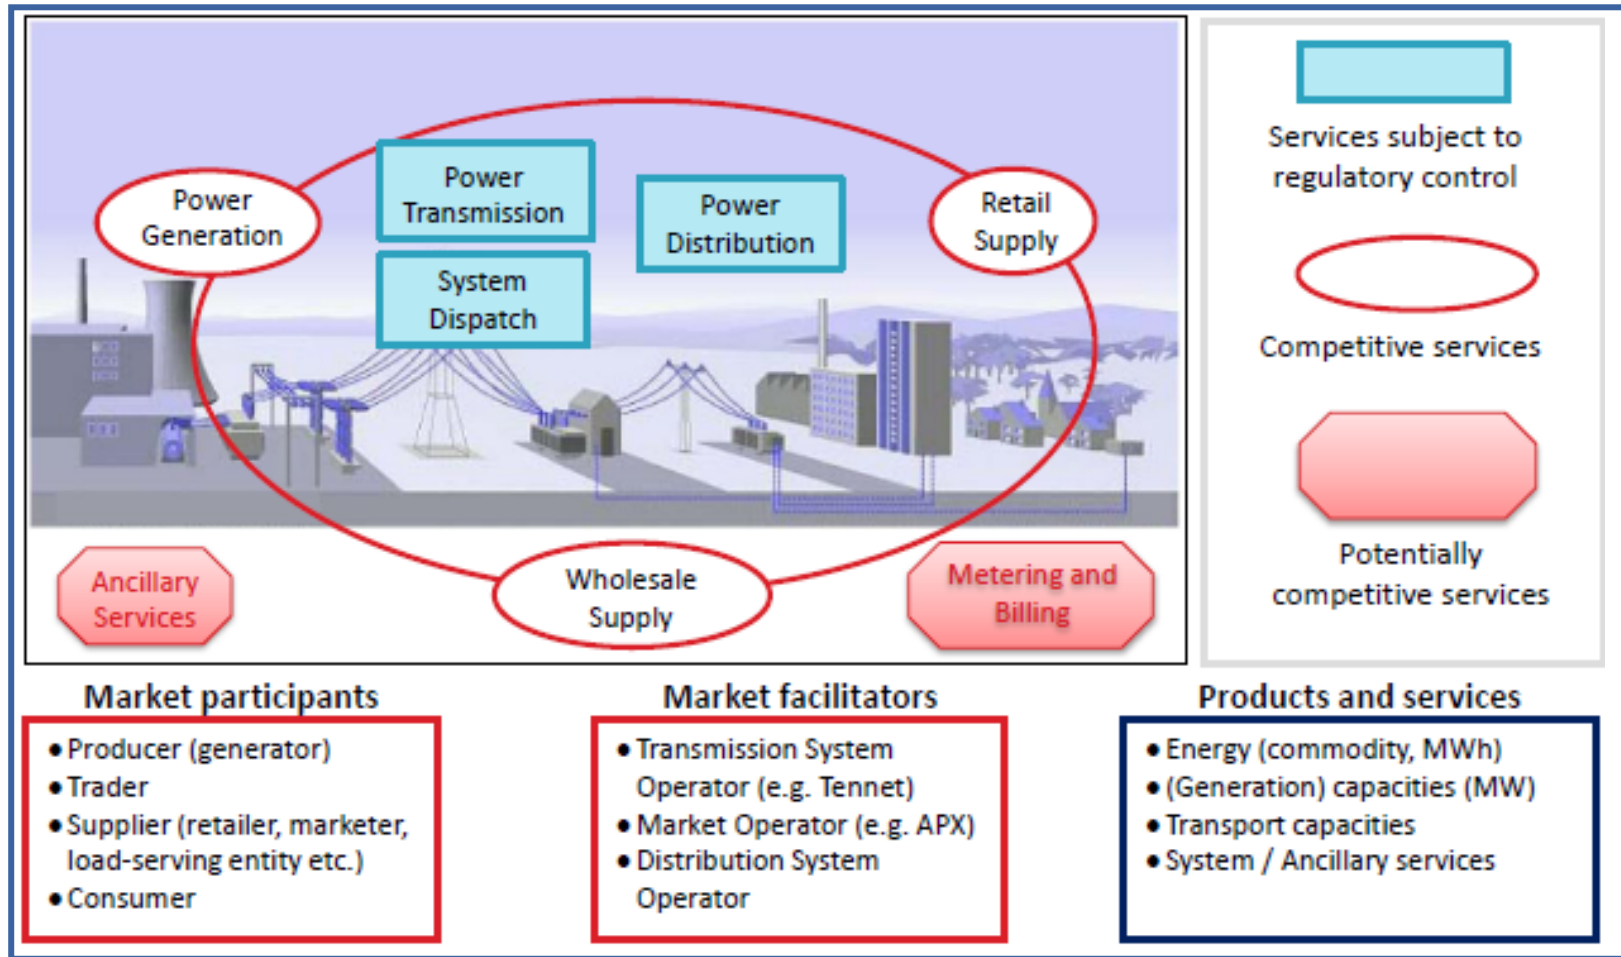 Power
Generation
Power
Transmission
System
Dispatch
Power
Distribution
Retail
Supply
Ancillary
Services
Wholesale
Supply
Metering and
Billing
Services subject to
regulatory control
Competitive services
Potentially
competitive services
Market participants
• Producer (generator)
• Trader
• Supplier (retailer, marketer,
load-serving entity etc.)
• Consumer
Market facilitators
• Transmission System
Operator (e.g. Tennet)
• Market Operator (e.g. APX)
• Distribution System
Operator
Products and services
• Energy (commodity, MWh)
• (Generation) capacities (MW)
• Transport capacities
• System / Ancillary services